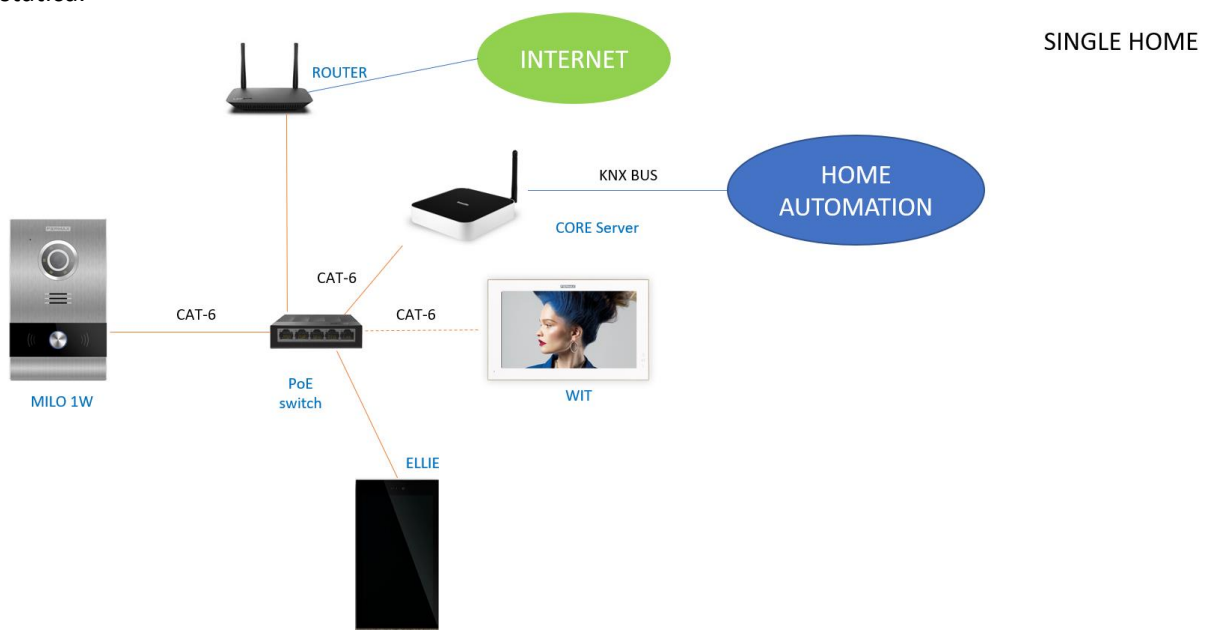 SINGLE HOME
INTERNET
ROUTER
KNX BUS
HOME
AUTOMATION
CORE Server
CAT-6
CAT-6
CAT-6
PoE
switch
MILO 1W
WIT
ELLIE